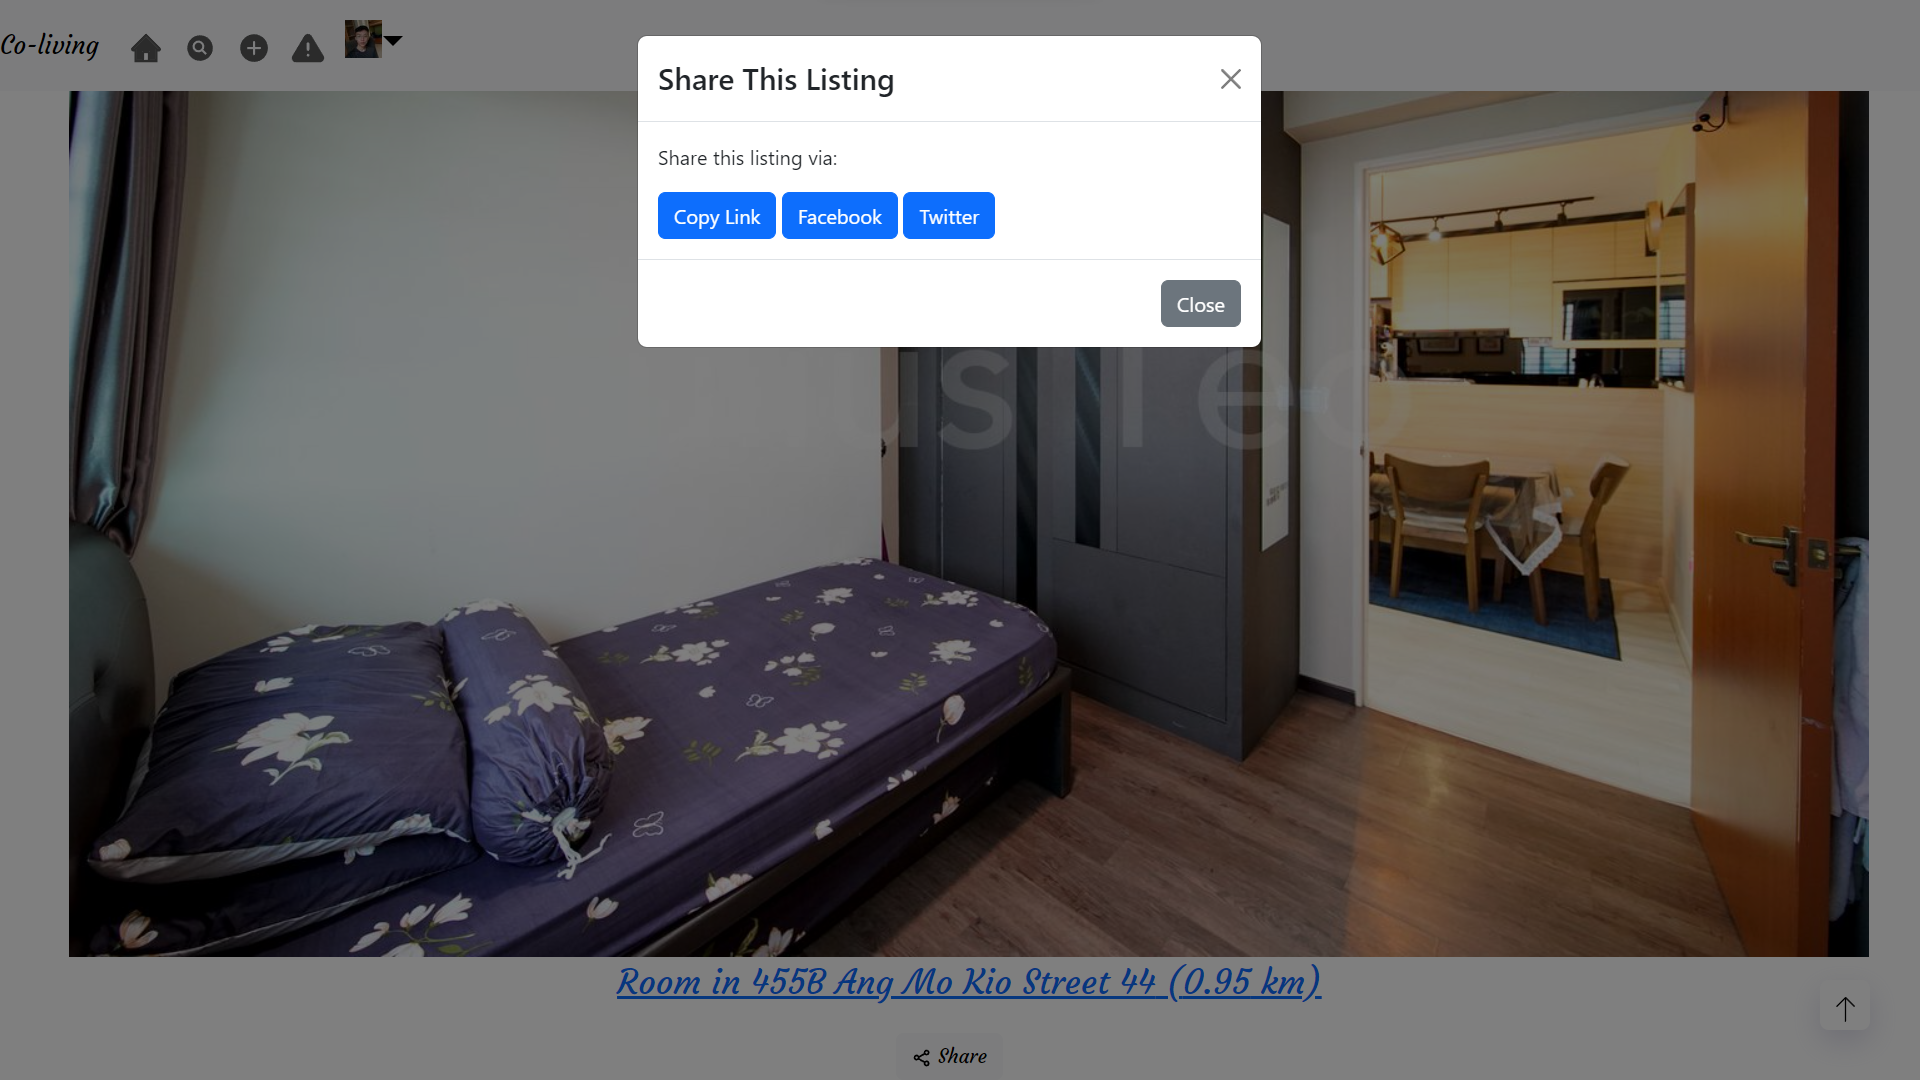 Co-living
Share This Listing
Share this listing via:
Copy Link Facebook Twitter
Close
Teo
Room in 455B Ang Mo Kio Street 44 (0.95 km)
Share